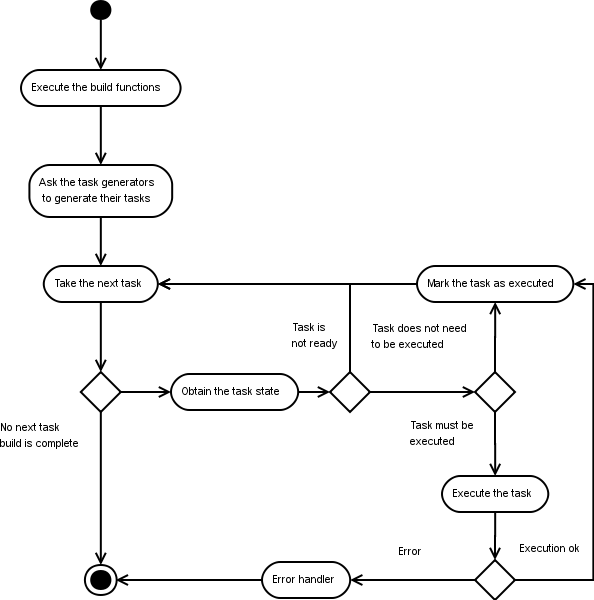 Execute the build functions
Ask the task generators
to generate their tasks
Take the next task
Mark the task as executed
Task is
not ready
Task does not need
to be executed
Obtain the task state
No next task
build is complete
Task must be
executed
Execute the task
Error
Execution ok
Error handler